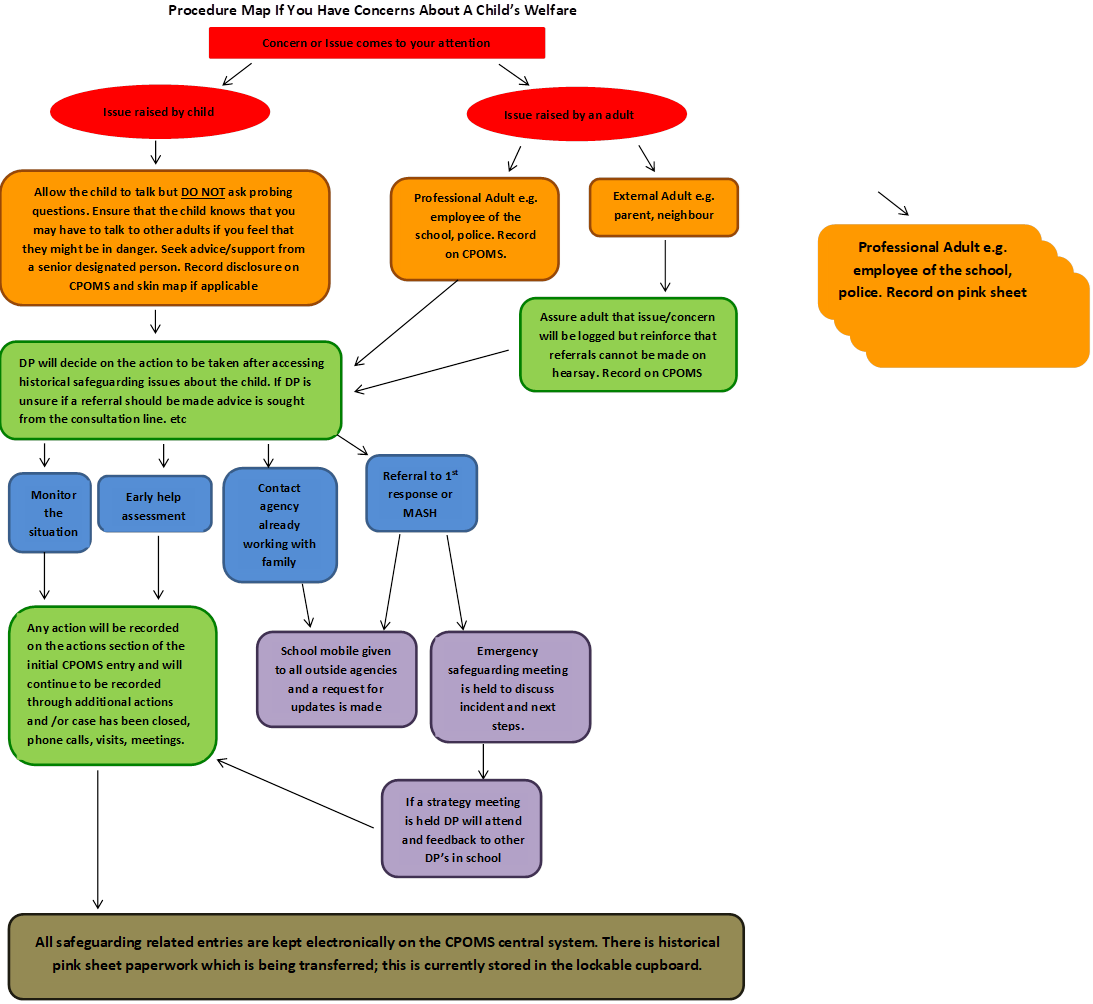 Procedure Map If You Have Concerns About A Child's Welfare
Concern or Issue comes to your attention
Issue raised by child
Issue raised by an adult
Allow the child to talk but DO NOT ask probing
questions. Ensure that the child knows that you
may have to talk to other adults if you feel that
they might be in danger. Seek advice/support from
a senior designated person. Record disclosure on
CPOMS and skin map if applicable
Professional Adult e.g.
employee of the
school, police. Record
on CPOMS.
External Adult e.g.
parent, neighbour
Professional Adult e.g.
employee of the school,
police. Record on pink sheet
Assure adult that issue/concern
will be logged but reinforce that
referrals cannot be made on
hearsay. Record on CPOMS
DP will decide on the action to be taken after accessing
historical safeguarding issues about the child. If DP is
unsure if a referral should be made advice is sought
from the consultation line. etc
Monitor
the
situation
Early help
assessment
Contact
agency
already
working with
family
Referral to 1st
response or
MASH
Any action will be recorded
on the actions section of the
initial CPOMS entry and will
continue to be recorded
through additional actions
and /or case has been closed,
phone calls, visits, meetings.
School mobile given
to all outside agencies
and a request for
updates is made
Emergency
safeguarding meeting
is held to discuss
incident and next
steps.
If a strategy meeting
is held DP will attend
and feedback to other
DP's in school
All safeguarding related entries are kept electronically on the CPOMS central system. There is historical
pink sheet paperwork which is being transferred; this is currently stored in the lockable cupboard.